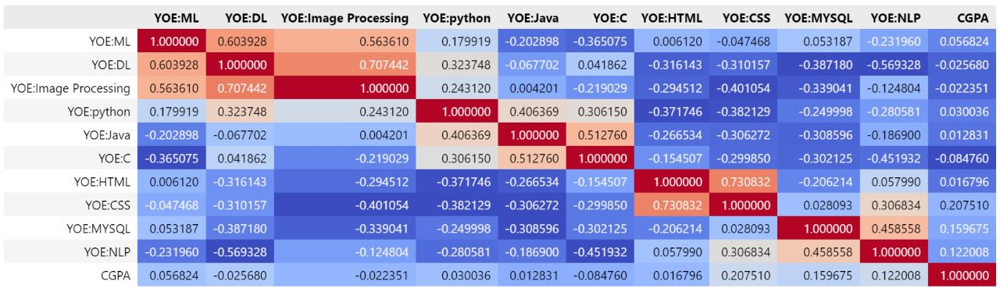 YOE:ML YOE:DL YOE:Image Processing YOE:python YOE:Java YOE:C YOE:HTML YOE:CSS YOE:MYSQL YOE:NLP CGPA
YOE:ML 1.000000 0.603928 0.563610 0.179919 -0.202898 -0.365075 0.006120 -0.047468 0.053187 -0.231960 0.056824
YOE:DL 0.603928 1.000000 0.707442 0.323748 -0.067702 0.041862 -0.316143 -0.310157 -0.387180 -0.569328 -0.025680
YOE:Image Processing 0.563610 0.707442 1.000000 0.243120 0.004201 -0.219029 -0.294512 -0.401054 -0.339041 -0.124804 -0.022351
YOE:python 0.179919 0.323748 0.243120 1.000000 0.406369 0.306150 -0.371746 -0.382129 -0.249998 -0.280581 0.030036
YOE:Java -0.202898 -0.067702 0.004201 0.406369 1.000000 0.512760 -0.266534 -0.306272 -0.308596 -0.186900 0.012831
YOE:C -0.365075 0.041862 -0.219029 0.306150 0.512760 1.000000 -0.154507 -0.299850 -0.302125 -0.451932 -0.084760
YOE:HTML 0.006120 -0.316143 -0.294512 -0.371746 -0.266534 -0.154507 1.000000 0.730832 -0.206214 0.057990 0.016796
YOE:CSS -0.047468 -0.310157 -0.401054 -0.382129 -0.306272 -0.299850 0.730832 1.000000 0.028093 0.306834 0.207510
YOE:MYSQL 0.053187 -0.387180 -0.339041 -0.249998 -0.308596 -0.302125 -0.206214 0.028093 1.000000 0.458558 0.159675
YOE:NLP -0.231960 -0.569328 -0.124804 -0.280581 -0.186900 -0.451932 0.057990 0.306834 0.458558 1.000000 0.122008
CGPA 0.056824 -0.025680 -0.022351 0.030036 0.012831 -0.084760 0.016796 0.207510 0.159675 0.122008 1.000000